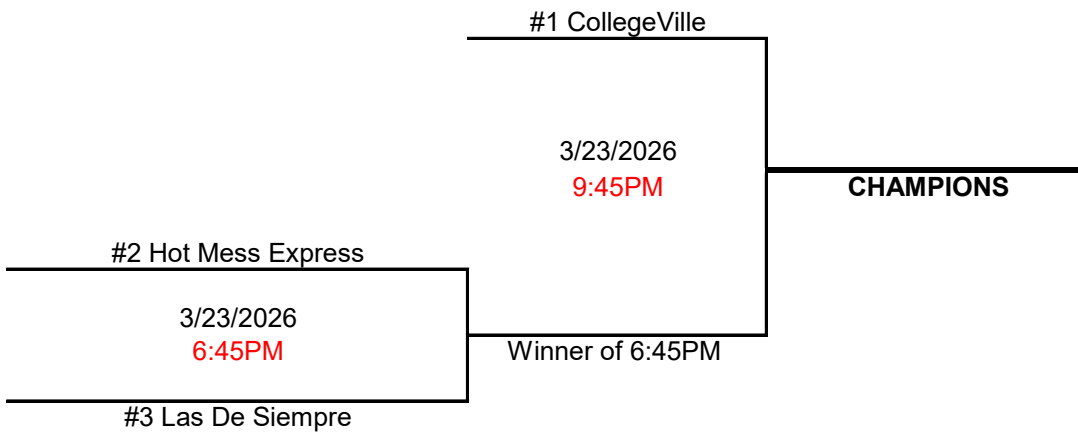 #1 CollegeVille
3/23/2026
9:45PM
CHAMPIONS
#2 Hot Mess Express
3/23/2026
6:45PM
Winner of 6:45PM
#3 Las De Siempre